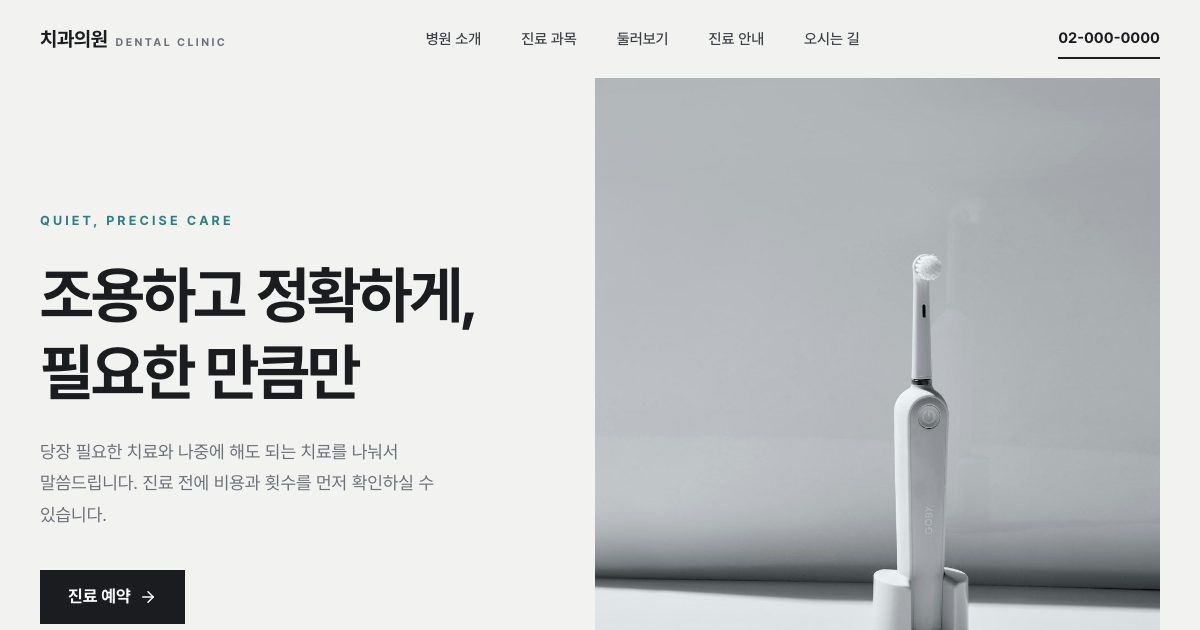 치과의원 DENTAL CLINIC
병원 소개 진료 과목 둘러보기 진료 안내 오시는 길
02-000-0000
QUIET, PRECISE CARE
조용하고 정확하게,
필요한 만큼만
당장 필요한 치료와 나중에 해도 되는 치료를 나눠서
말씀드립니다. 진료 전에 비용과 횟수를 먼저 확인하실 수
있습니다.
진료 예약 →
GOBY